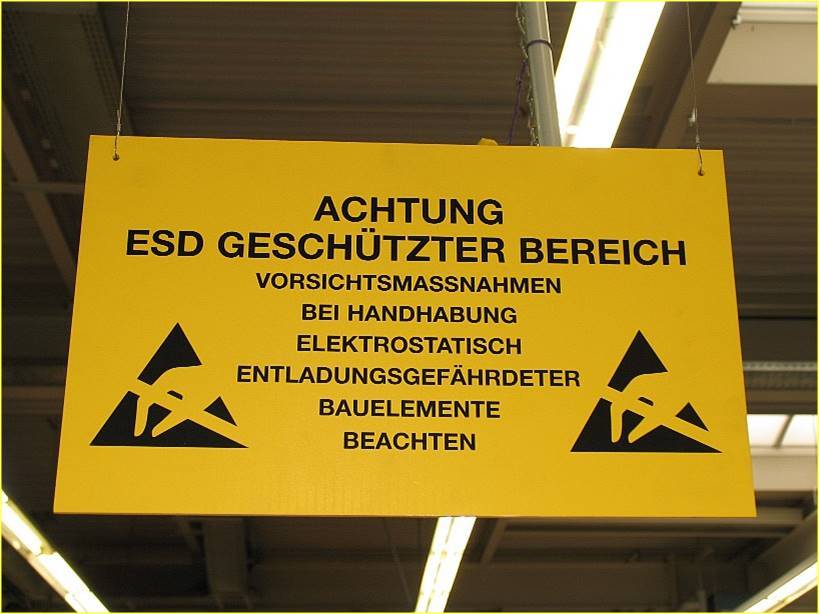 ACHTUNG
ESD GESCHÜTZTER BEREICH
VORSICHTSMASSNAHMEN
BEI HANDHABUNG
ELEKTROSTATISCH
ENTLADUNGSGEFÄHRDETER
BAUELEMENTE
BEACHTEN